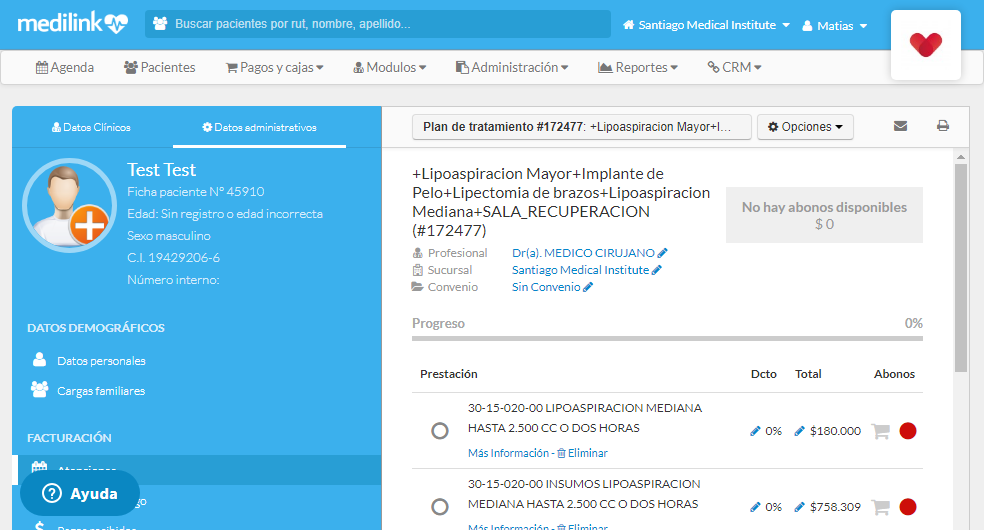 medilink
Buscar pacientes por rut, nombre, apellido...
Santiago Medical Institute
Matias
Agenda
Pacientes
Pagos y cajas
Modulos
Administración
Reportes
CRM
Datos Clínicos
Datos administrativos
Plan de tratamiento #172477: +Lipoaspiracion Mayor+I...
Opciones
Test Test
Ficha paciente N° 45910
Edad: Sin registro o edad incorrecta
Sexo masculino
C.I. 19429206-6
Número interno:
DATOS DEMOGRÁFICOS
Datos personales
Cargas familiares
FACTURACIÓN
Atenciones
go
Pagos recibidos
Ayuda
+Lipoaspiracion Mayor+Implante de
Pelo+Lipectomia de brazos+Lipoaspiracion
Mediana+SALA_RECUPERACION
(#172477)
No hay abonos disponibles
$ 0
Profesional Dr(a). MEDICO CIRUJANO
Sucursal Santiago Medical Institute
Convenio Sin Convenio
Progreso 0%
Prestación Dcto Total Abonos
30-15-020-00 LIPOASPIRACION MEDIANA
HASTA 2.500 CC O DOS HORAS
0% $180.000
Más Información - Eliminar
30-15-020-00 INSUMOS LIPOASPIRACION
MEDIANA HASTA 2.500 CC O DOS HORAS
0% $758.309
Más Información - Eliminar